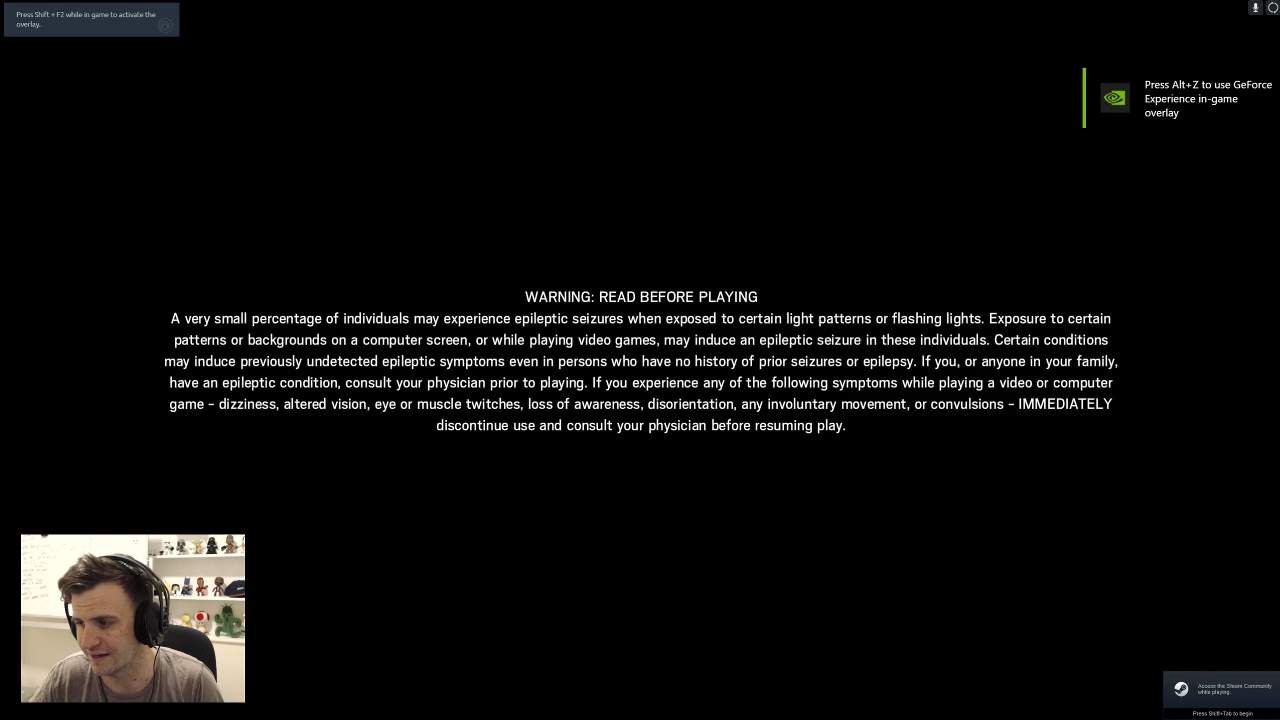 Press Shift + F2 while in game to activate the
overlay.
Press Alt+Z to use GeForce
Experience in-game
overlay
WARNING: READ BEFORE PLAYING
A very small percentage of individuals may experience epileptic seizures when exposed to certain light patterns or flashing lights. Exposure to certain
patterns or backgrounds on a computer screen, or while playing video games, may induce an epileptic seizure in these individuals. Certain conditions
may induce previously undetected epileptic symptoms even in persons who have no history of prior seizures or epilepsy. If you, or anyone in your family,
have an epileptic condition, consult your physician prior to playing. If you experience any of the following symptoms while playing a video or computer
game - dizziness, altered vision, eye or muscle twitches, loss of awareness, disorientation, any involuntary movement, or convulsions - IMMEDIATELY
discontinue use and consult your physician before resuming play.
Access the Steam Community
while playing.
Press Shift+Tab to begin